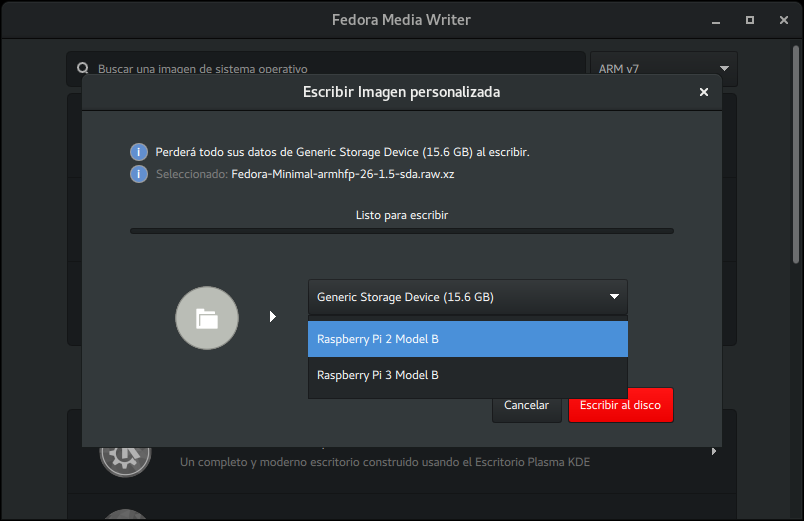 Fedora Media Writer
Buscar una imagen de sistema operativo
ARM v7
Escribir Imagen personalizada
Perderá todo sus datos de Generic Storage Device (15.6 GB) al escribir.
Seleccionado: Fedora-Minimal-armhfp-26-1.5-sda.raw.xz
Listo para escribir
Generic Storage Device (15.6 GB)
Raspberry Pi 2 Model B
Raspberry Pi 3 Model B
Cancelar
Escribir al disco
Un completo y moderno escritorio construido usando el Escritorio Plasma KDE